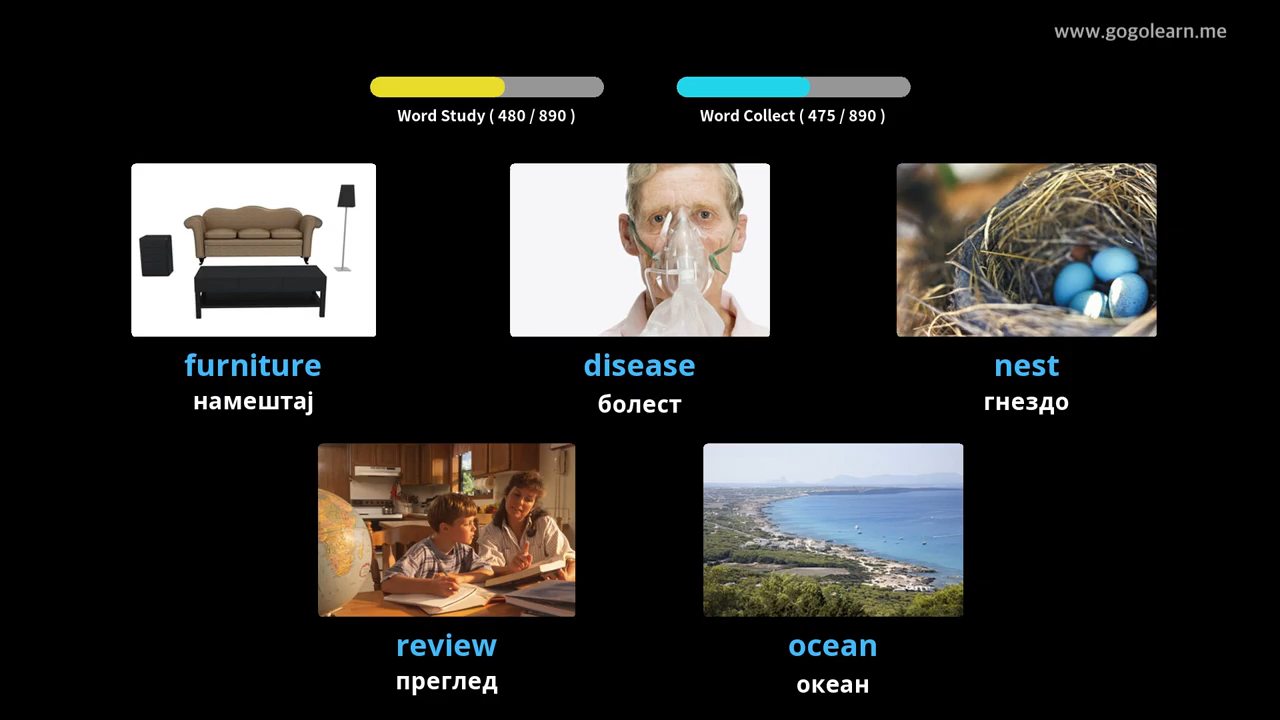 www.gogolearn.me
Word Study ( 480 / 890 )
Word Collect ( 475 / 890 )
furniture
намештај
disease
болест
nest
гнездо
review
преглед
ocean
океан